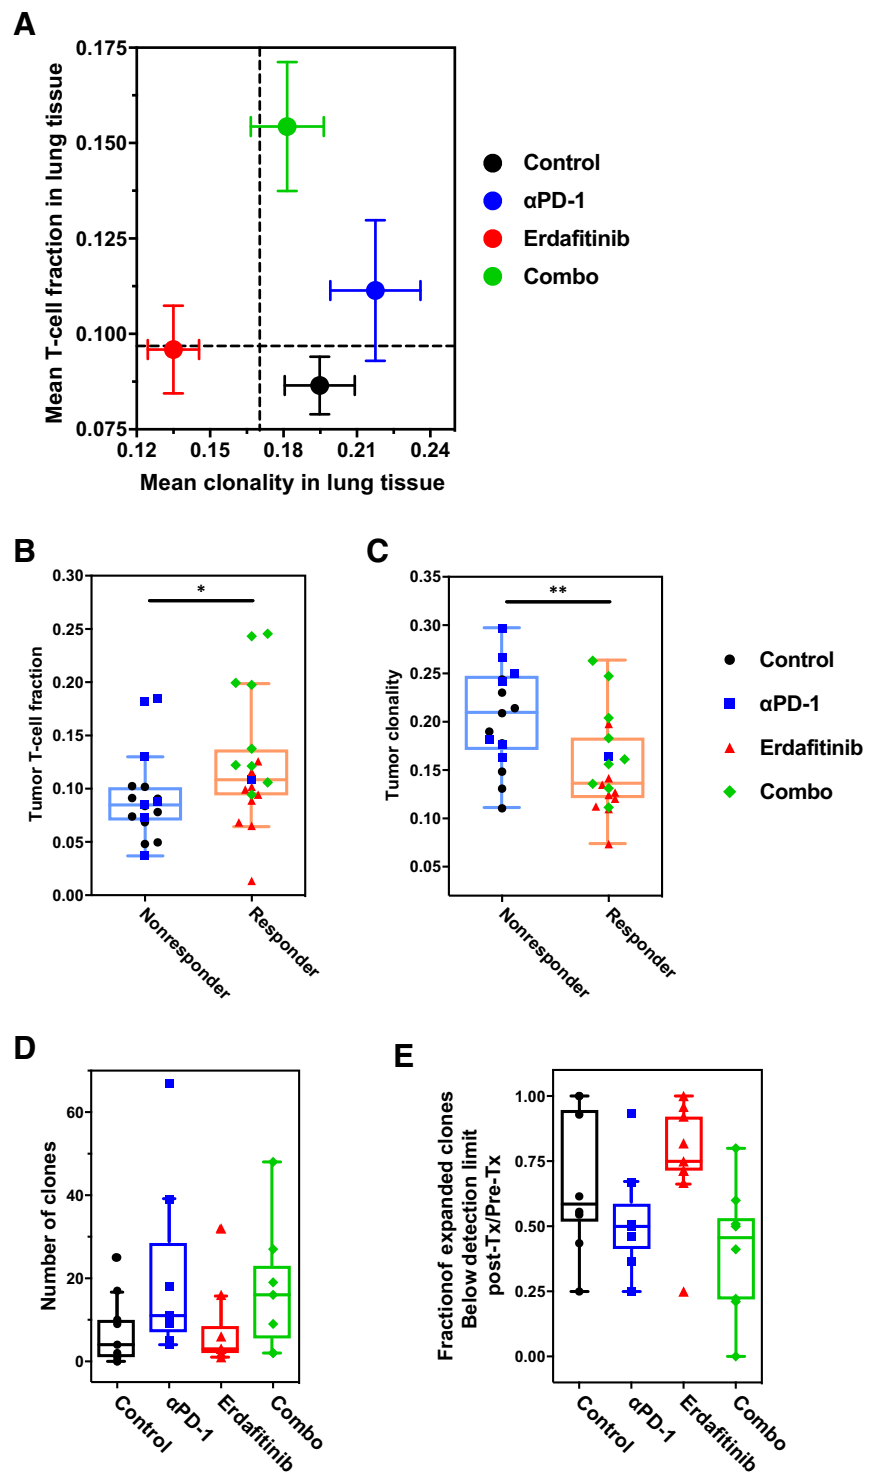 A
Mean T-cell fraction in lung tissue
0.175
0.150
0.125
0.100
0.075
0.12 0.15 0.18 0.21 0.24
Mean clonality in lung tissue
Control
αPD-1
Erdafitinib
Combo
B
Tumor T-cell fraction
0.30
0.25
0.20
0.15
0.10
0.05
0.00
*
Nonresponder
Responder
C
Tumor clonality
0.35
0.30
0.25
0.20
0.15
0.10
0.05
**
Nonresponder
Responder
Control
αPD-1
Erdafitinib
Combo
D
Number of clones
60
40
20
0
Control
αPD-1
Erdafitinib
Combo
E
Fractionof expanded clones
Below detection limit
post-Tx/Pre-Tx
1.00
0.75
0.50
0.25
0.00
Control
αPD-1
Erdafitinib
Combo